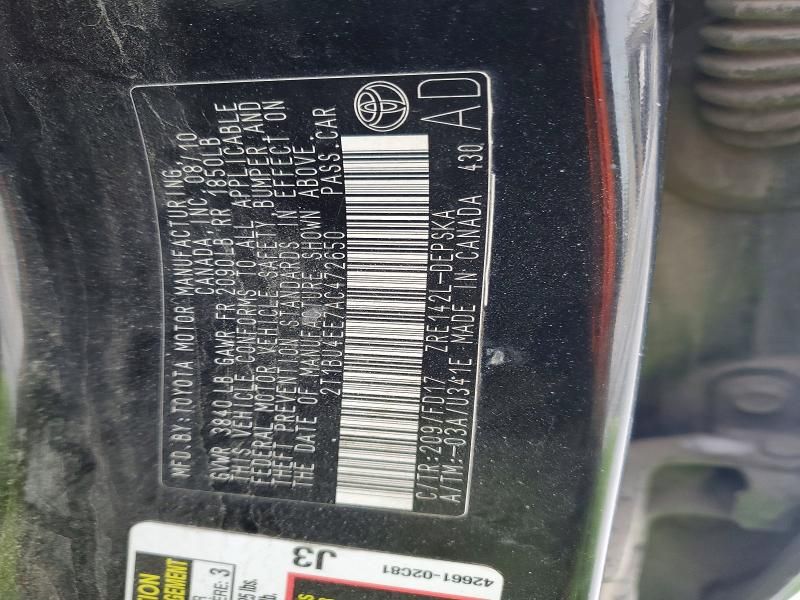 MFD.BY: TOYOTA MOTOR MANUFACTURING,
CANADA, INC. 08/10
GVWR 3840LB GAWR FR 2090LB RR 1850LB
THIS VEHICLE CONFORMS TO ALL APPLICABLE
FEDERAL MOTOR VEHICLE SAFETY, BUMPER, AND
THEFT PREVENTION STANDARDS IN EFFECT ON
THE DATE OF MANUFACTURE SHOWN ABOVE.
2T1BU4EE7AC472650 PASS.CAR
C/TR:209/FD17 ZRE142L-DEPSKA
A/TM:-03A/U341E MADE IN CANADA 430 AD
J3
42661-02C81